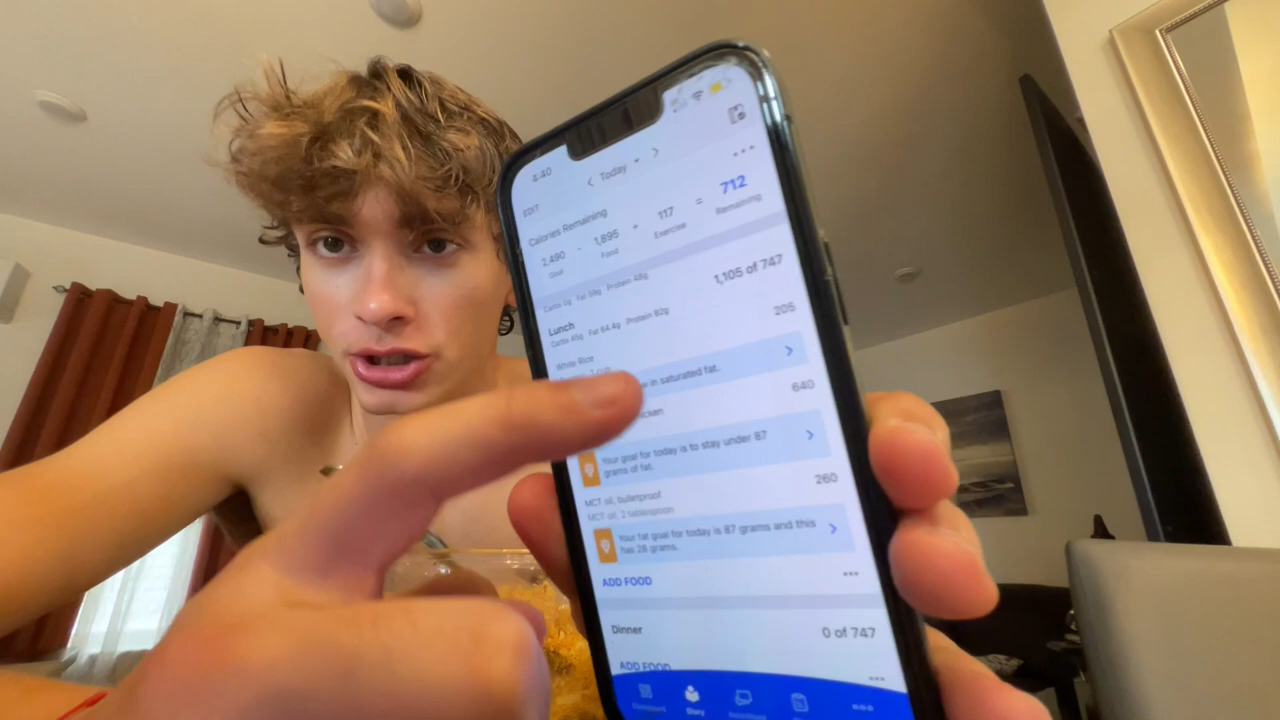 4:40
Today
EDIT
Calories Remaining
2,490 - 1,895 + 117 = 712
Goal Food Exercise Remaining
Carbs 0g Fat 59g Protein 48g
Lunch 1,105 of 747
Carbs 45g Fat 64.4g Protein 82g
White Rice 205
1 cup
in saturated fat.
640
Your goal for today is to stay under 87
grams of fat.
MCT oil, bulletproof 260
MCT oil, 2 tablespoon
Your fat goal for today is 87 grams and this
has 28 grams.
ADD FOOD
Dinner 0 of 747
ADD FOOD
Diary